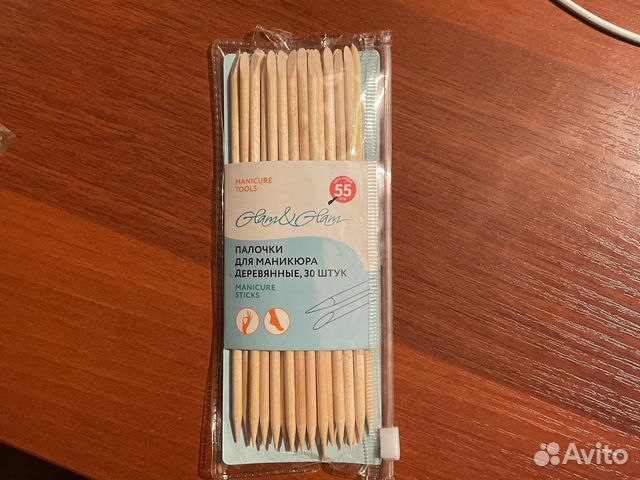 MANICURE
TOOLS
55
Glam&Glam
ПАЛОЧКИ
ДЛЯ МАНИКЮРА
ДЕРЕВЯННЫЕ, 30 ШТУК
MANICURE
STICKS
Avito